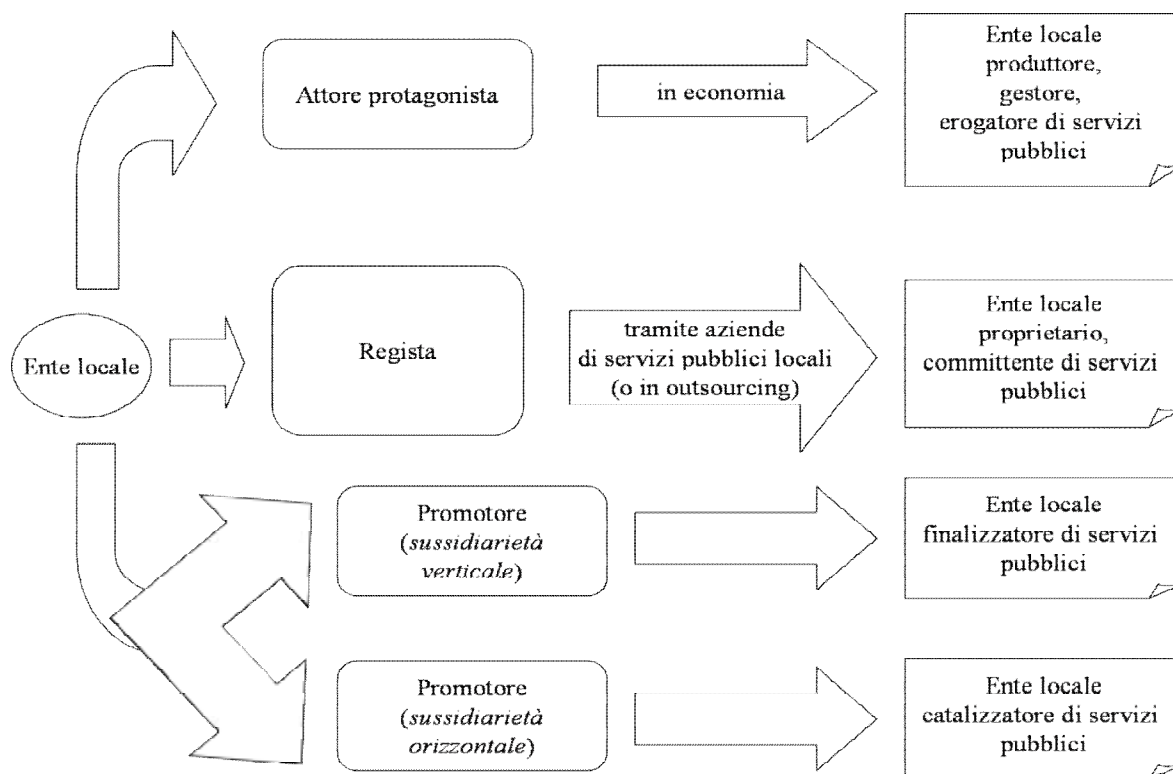 Ente locale
Attore protagonista
in economia
Ente locale
produttore,
gestore,
erogatore di servizi
pubblici
Regista
tramite aziende
di servizi pubblici locali
(o in outsourcing)
Ente locale
proprietario,
committente di servizi
pubblici
Promotore
(sussidiarietà
verticale)
Ente locale
finalizzatore di servizi
pubblici
Promotore
(sussidiarietà
orizzontale)
Ente locale
catalizzatore di servizi
pubblici